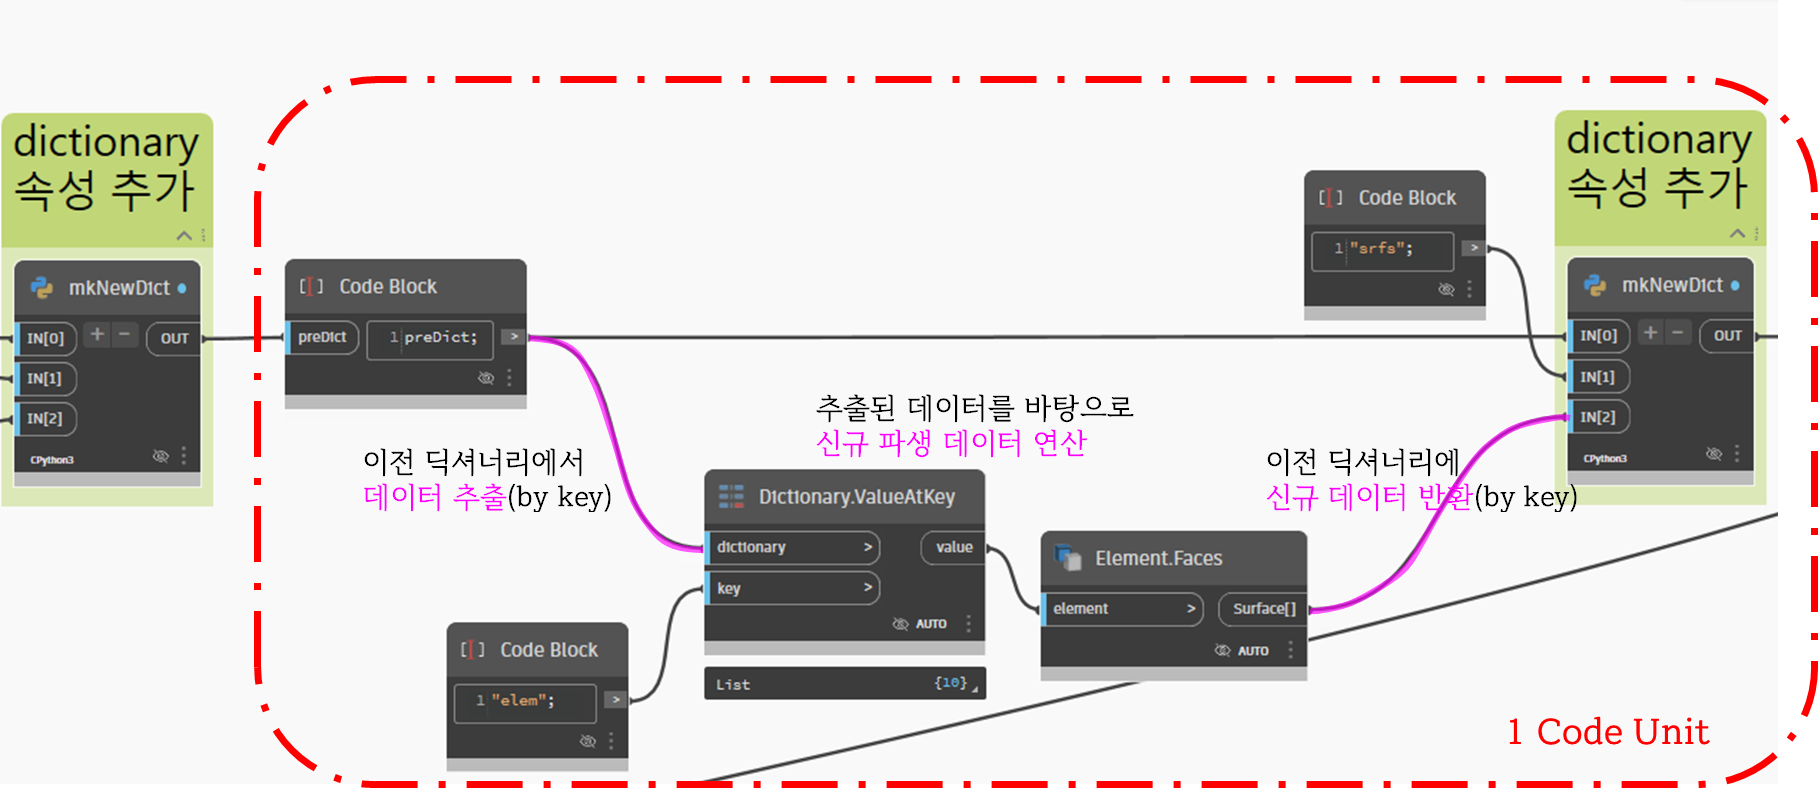 dictionary
속성 추가
mkNewDict
IN[0]
+
-
OUT
IN[1]
IN[2]
CPython3
Code Block
preDict
1
preDict;
>
이전 딕셔너리에서
데이터 추출(by key)
Code Block
1
"elem";
>
추출된 데이터를 바탕으로
신규 파생 데이터 연산
Dictionary.ValueAtKey
dictionary
>
value
key
>
AUTO
List
{10}
Element.Faces
element
>
Surface[]
AUTO
이전 딕셔너리에
신규 데이터 반환(by key)
Code Block
1
"srfs";
>
dictionary
속성 추가
mkNewDict
IN[0]
+
-
OUT
IN[1]
IN[2]
CPython3
1 Code Unit